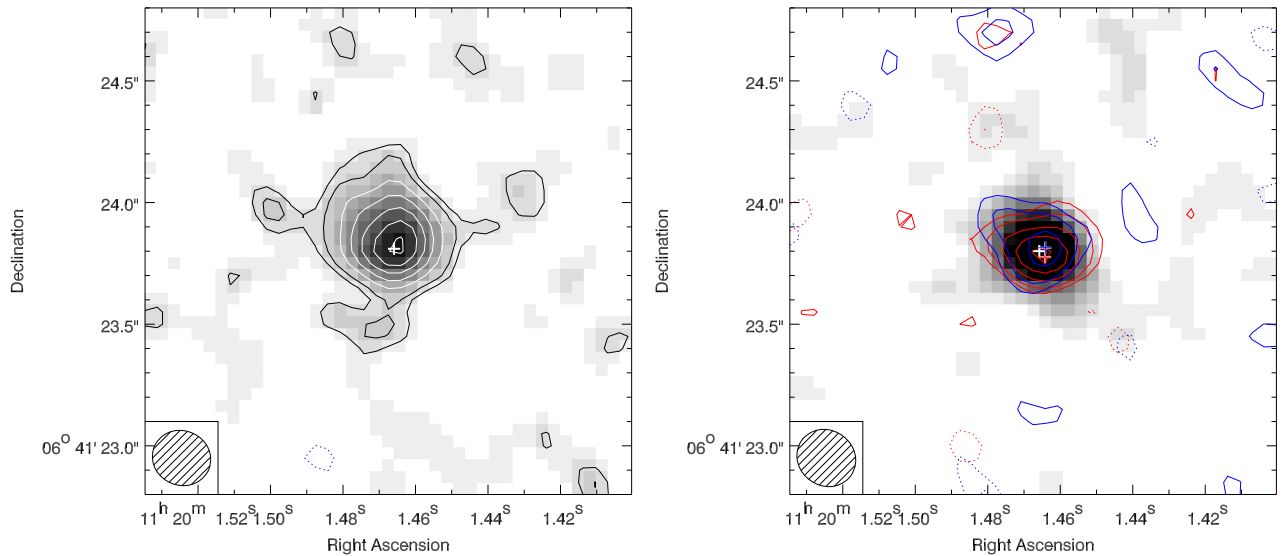 Declination
24.5"
24.0"
23.5"
06° 41' 23.0"
11h 20m 1.52s 1.50s 1.48s 1.46s 1.44s 1.42s
Right Ascension
Declination
24.5"
24.0"
23.5"
06° 41' 23.0"
11h 20m 1.52s 1.50s 1.48s 1.46s 1.44s 1.42s
Right Ascension